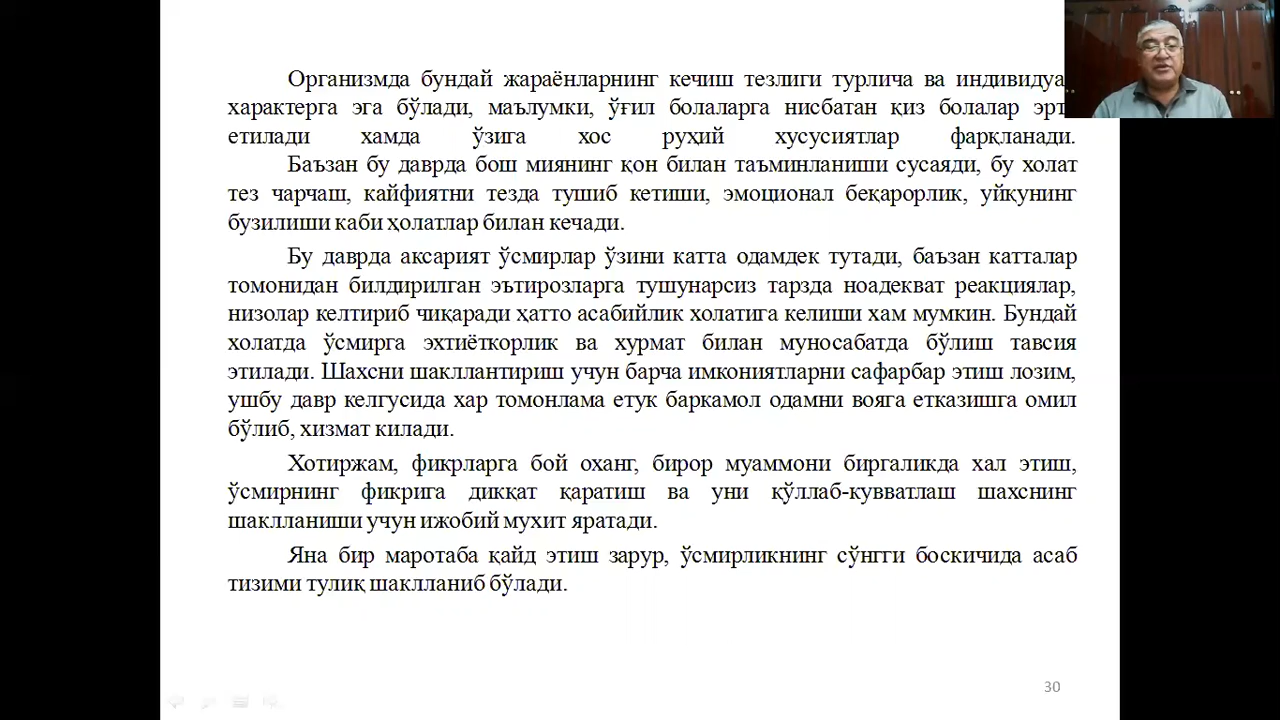 Организмда бундай жараёнларнинг кечиш тезлиги турлича ва
характерга эга бўлади, маълумки, ўғил болаларга нисбатан қиз болалар
етилади хамда ўзига хос руҳий хусусиятлар фарқланади.
Баъзан бу даврда бош миянинг қон билан таъминланиши сусаяди, бу холат
тез чарчаш, кайфиятни тезда тушиб кетиши, эмоционал беқарорлик, уйқунинг
бузилиши каби ҳолатлар билан кечади.
Бу даврда аксарият ўсмирлар ўзини катта одамдек тутади, баъзан катталар
томонидан билдирилган эътирозларга тушунарсиз тарзда ноадекват реакциялар,
низолар келтириб чиқаради ҳатто асабийлик холатига келиши хам мумкин. Бундай
холатда ўсмирга эхтиёткорлик ва хурмат билан муносабатда бўлиш тавсия
этилади. Шахсни шакллантириш учун барча имкониятларни сафарбар этиш лозим,
ушбу давр келгусида хар томонлама етук баркамол одамни вояга етказишга омил
бўлиб, хизмат килади.
Хотиржам, фикрларга бой оханг, бирор муаммони биргаликда хал этиш,
ўсмирнинг фикрига диққат қаратиш ва уни қўллаб-кувватлаш шахснинг
шаклланиши учун ижобий мухит яратади.
Яна бир маротаба қайд этиш зарур, ўсмирликнинг сўнгги боскичида асаб
тизими тулиқ шаклланиб бўлади.
30